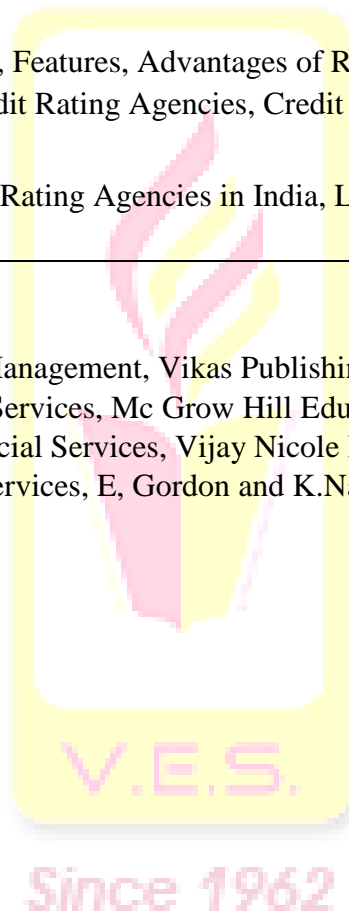 , Features, Advantages of R
dit Rating Agencies, Credit
Rating Agencies in India, L
Management, Vikas Publishin
Services, Mc Grow Hill Edu
cial Services, Vijay Nicole
ervices, E, Gordon and K.Na
V.E.S.
Since 1962